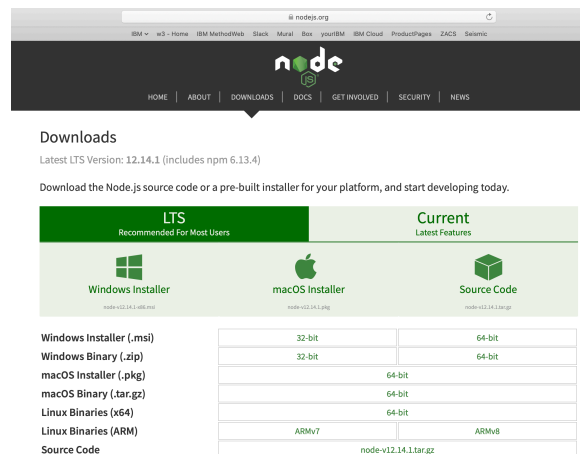 nodejs.org
IBM w3 - Home IBM MethodWeb Slack Mural Box yourIBM IBM Cloud ProductPages ZACS Seismic
node
JS
HOME ABOUT DOWNLOADS DOCS GET INVOLVED SECURITY NEWS
Downloads
Latest LTS Version: 12.14.1 (includes npm 6.13.4)
Download the Node.js source code or a pre-built installer for your platform, and start developing today.
LTS Current
Recommended For Most Users Latest Features
Windows Installer macOS Installer Source Code
node-v12.14.1-x86.msi node-v12.14.1.pkg node-v12.14.1.tar.gz
Windows Installer (.msi) 32-bit 64-bit
Windows Binary (.zip) 32-bit 64-bit
macOS Installer (.pkg) 64-bit
macOS Binary (.tar.gz) 64-bit
Linux Binaries (x64) 64-bit
Linux Binaries (ARM) ARMv7 ARMv8
Source Code node-v12.14.1.tar.gz